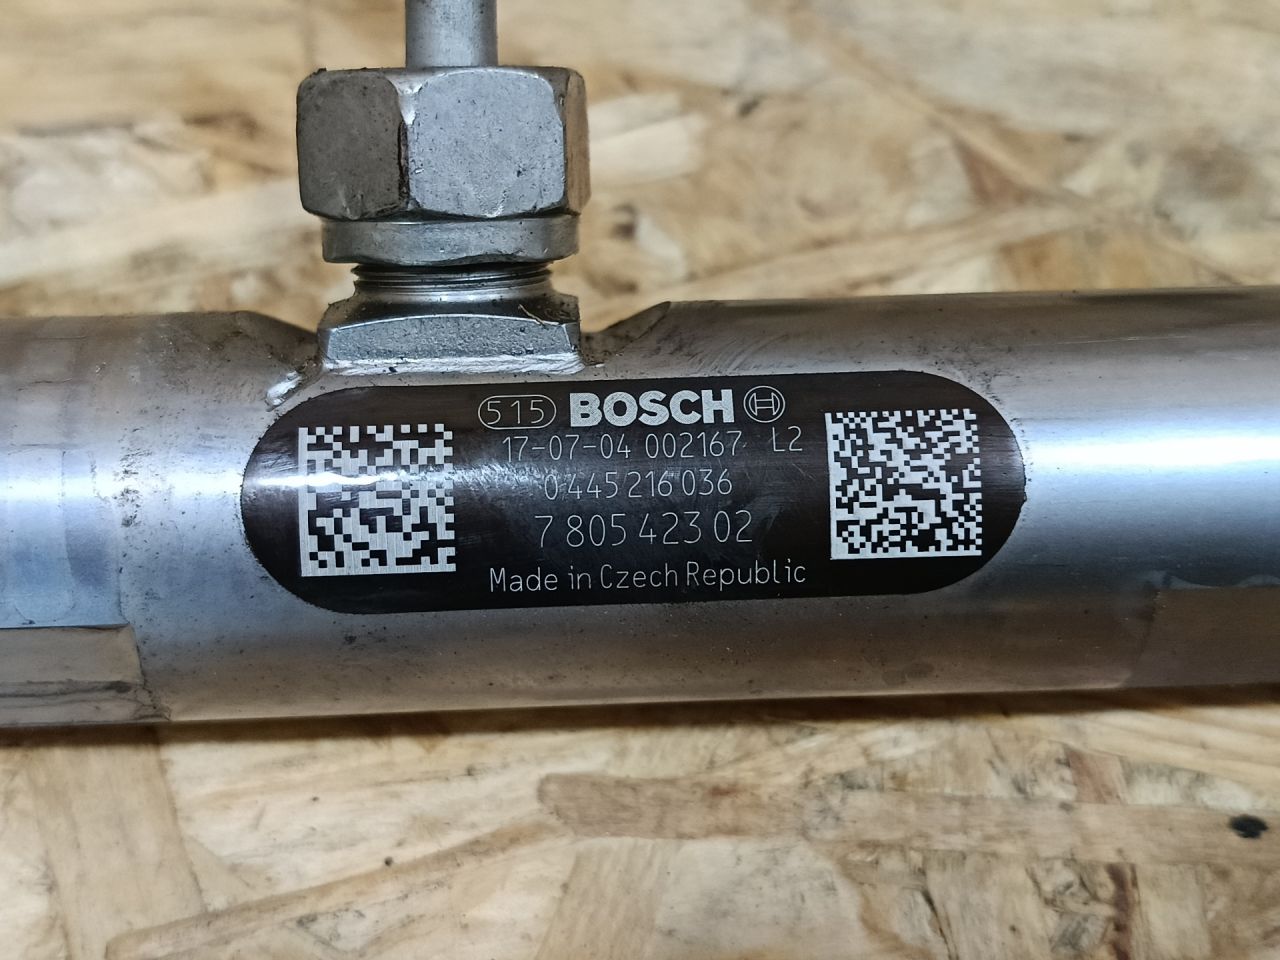 515 BOSCH
17-07-04 002167 L2
0 445 216 036
7 805 423 02
Made in Czech Republic